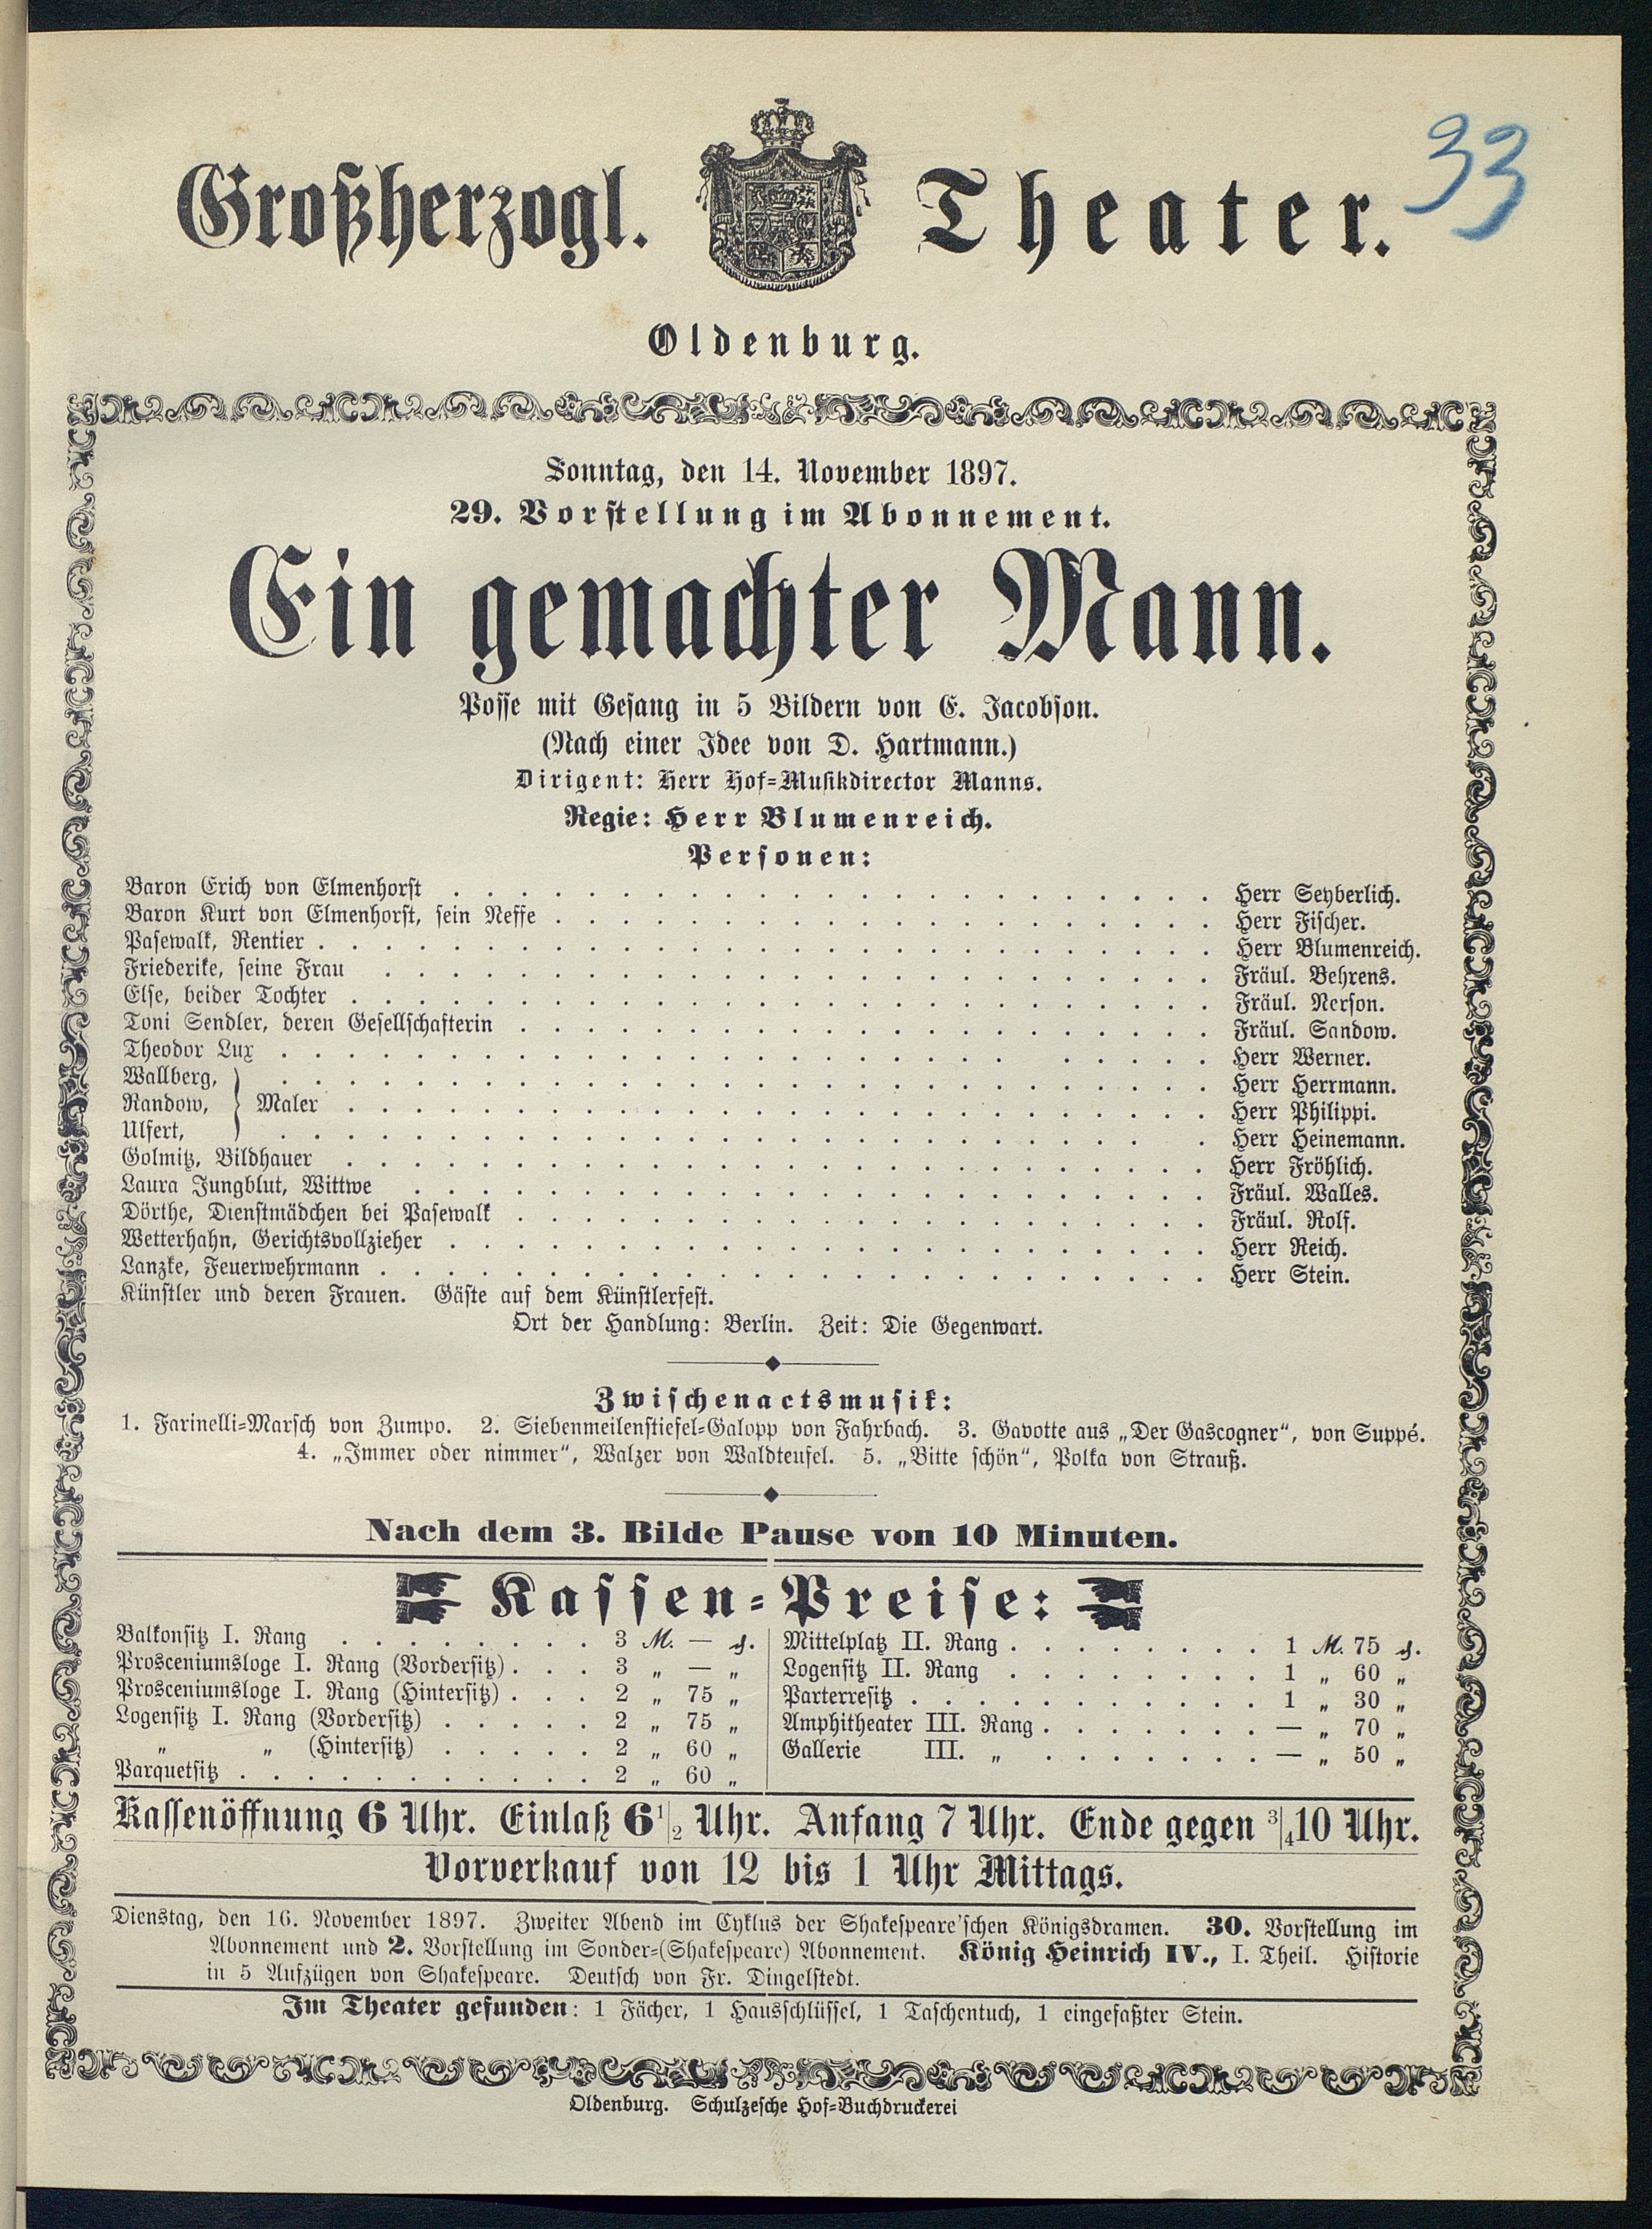 33
Großherzogl. Theater.
Oldenburg.
Sonntag, den 14. November 1897.
29. Vorstellung im Abonnement.
Ein gemachter Mann.
Posse mit Gesang in 5 Bildern von E. Jacobson.
(Nach einer Idee von D. Hartmann.)
Dirigent: Herr Hof-Musikdirector Manns.
Regie: Herr Blumenreich.
Personen:
Baron Erich von Elmenhorst . . . . . Herr Seyberlich.
Baron Kurt von Elmenhorst, sein Neffe . . . . . Herr Fischer.
Pasewalk, Rentier . . . . . Herr Blumenreich.
Friederike, seine Frau . . . . . Fräul. Behrens.
Else, beider Tochter . . . . . Fräul. Nerson.
Toni Sendler, deren Gesellschafterin . . . . . Fräul. Sandow.
Theodor Lux . . . . . Herr Werner.
Wallberg, . . . . . Herr Herrmann.
Randow, } Maler . . . . . Herr Philippi.
Ulfert, . . . . . Herr Heinemann.
Golmitz, Bildhauer . . . . . Herr Fröhlich.
Laura Jungblut, Wittwe . . . . . Fräul. Walles.
Dörthe, Dienstmädchen bei Pasewalk . . . . . Fräul. Rolf.
Wetterhahn, Gerichtsvollzieher . . . . . Herr Reich.
Lanzke, Feuerwehrmann . . . . . Herr Stein.
Künstler und deren Frauen. Gäste auf dem Künstlerfest.
Ort der Handlung: Berlin. Zeit: Die Gegenwart.
Zwischenactsmusik:
1. Farinelli-Marsch von Zumpo. 2. Siebenmeilenstiefel-Galopp von Fahrbach. 3. Gavotte aus „Der Gascogner“, von Suppé.
4. „Immer oder nimmer“, Walzer von Waldteufel. 5. „Bitte schön“, Polka von Strauß.
Nach dem 3. Bilde Pause von 10 Minuten.
Kassen-Preise:
Balkonsitz I. Rang . . . . . 3 M. — ₰.
Prosceniumsloge I. Rang (Vordersitz) . . . 3 „ — „
Prosceniumsloge I. Rang (Hintersitz) . . . 2 „ 75 „
Logensitz I. Rang (Vordersitz) . . . . . 2 „ 75 „
„ „ (Hintersitz) . . . . . 2 „ 60 „
Parquetsitz . . . . . 2 „ 60 „
Mittelplatz II. Rang . . . . . 1 M. 75 ₰.
Logensitz II. Rang . . . . . 1 „ 60 „
Parterresitz . . . . . 1 „ 30 „
Amphitheater III. Rang . . . . . — „ 70 „
Gallerie III. „ . . . . . — „ 50 „
Kassenöffnung 6 Uhr. Einlaß 6 1/2 Uhr. Anfang 7 Uhr. Ende gegen 3/4 10 Uhr.
Vorverkauf von 12 bis 1 Uhr Mittags.
Dienstag, den 16. November 1897. Zweiter Abend im Cyklus der Shakespeare'schen Königsdramen. 30. Vorstellung im
Abonnement und 2. Vorstellung im Sonder-(Shakespeare) Abonnement. König Heinrich IV., I. Theil. Historie
in 5 Aufzügen von Shakespeare. Deutsch von Fr. Dingelstedt.
Im Theater gefunden: 1 Fächer, 1 Hausschlüssel, 1 Taschentuch, 1 eingefaßter Stein.
Oldenburg. Schulzesche Hof-Buchdruckerei